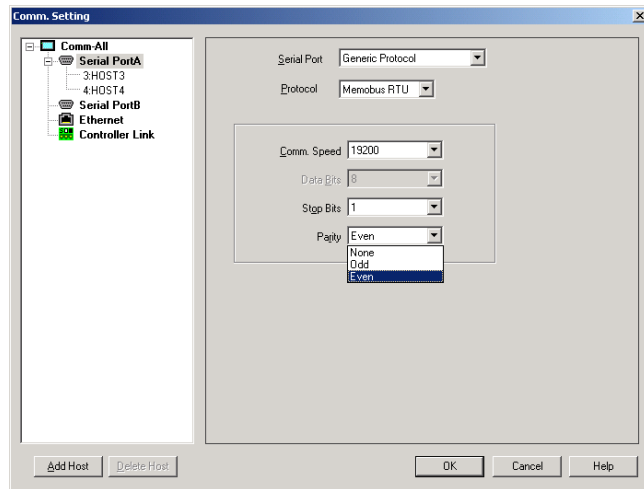 Comm. Setting
Comm-All
Serial PortA
3:HOST3
4:HOST4
Serial PortB
Ethernet
Controller Link
Serial Port Generic Protocol
Protocol Memobus RTU
Comm. Speed 19200
Data Bits 8
Stop Bits 1
Parity Even
None
Odd
Even
Add Host Delete Host OK Cancel Help